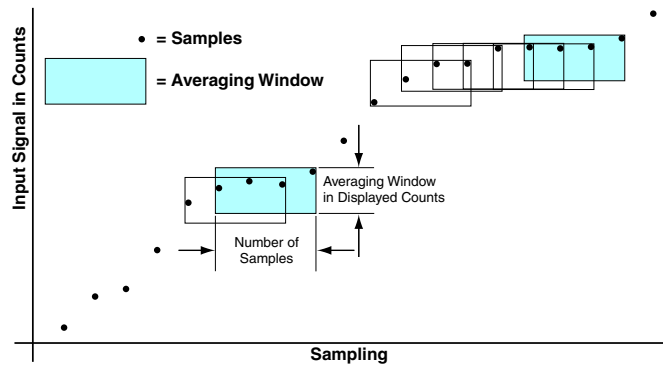 = Samples
= Averaging Window
Input Signal in Counts
Averaging Window
in Displayed Counts
Number of
Samples
Sampling